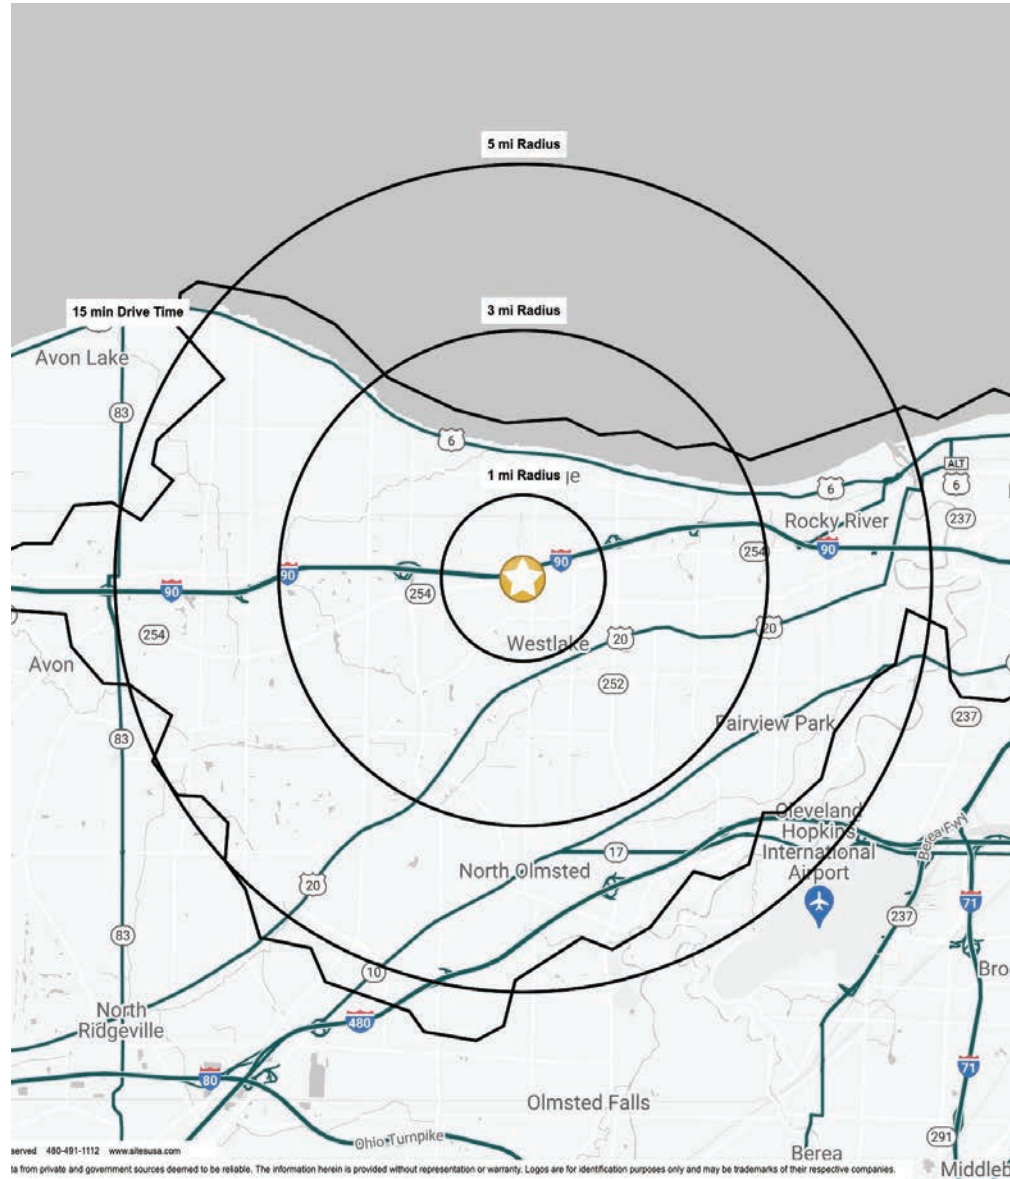 5 mi Radius
15 min Drive Time
3 mi Radius
Avon Lake
83
6
1 mi Radius
ge
ALT
6
6
237
Rocky River
90
254
90
90
90
254
254
Westlake
20
20
Avon
252
237
83
Fairview Park
Cleveland
Hopkins
International
Airport
Berea Fwy
17
North Olmsted
20
71
237
83
10
Bro
North
Ridgeville
480
80
71
Olmsted Falls
Ohio Turnpike
291
Berea
Middleb
served 480-491-1112 www.sitesusa.com
ta from private and government sources deemed to be reliable. The information herein is provided without representation or warranty. Logos are for identification purposes only and may be trademarks of their respective companies.